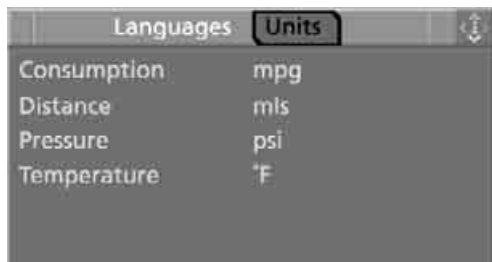 Languages Units
Consumption mpg
Distance mls
Pressure psi
Temperature °F